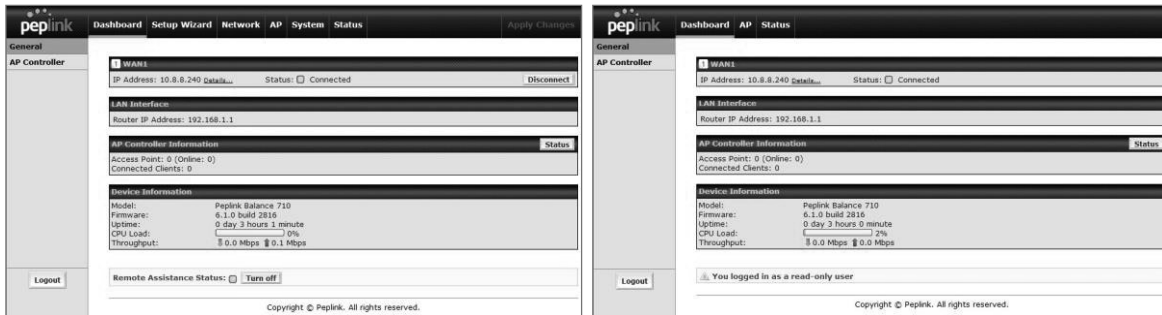 peplink
Dashboard Setup Wizard Network AP System Status Apply Changes
General
AP Controller
1 WAN1
IP Address: 10.8.8.240 Details... Status: Connected Disconnect
LAN Interface
Router IP Address: 192.168.1.1
AP Controller Information Status
Access Point: 0 (Online: 0)
Connected Clients: 0
Device Information
Model: Peplink Balance 710
Firmware: 6.1.0 build 2816
Uptime: 0 day 3 hours 1 minute
CPU Load: 0%
Throughput: 0.0 Mbps 0.1 Mbps
Logout
Remote Assistance Status: Turn off
Copyright © Peplink. All rights reserved.
peplink
Dashboard AP Status
General
AP Controller
1 WAN1
IP Address: 10.8.8.240 Details... Status: Connected
LAN Interface
Router IP Address: 192.168.1.1
AP Controller Information Status
Access Point: 0 (Online: 0)
Connected Clients: 0
Device Information
Model: Peplink Balance 710
Firmware: 6.1.0 build 2816
Uptime: 0 day 3 hours 0 minute
CPU Load: 2%
Throughput: 0.0 Mbps 0.0 Mbps
Logout
You logged in as a read-only user
Copyright © Peplink. All rights reserved.